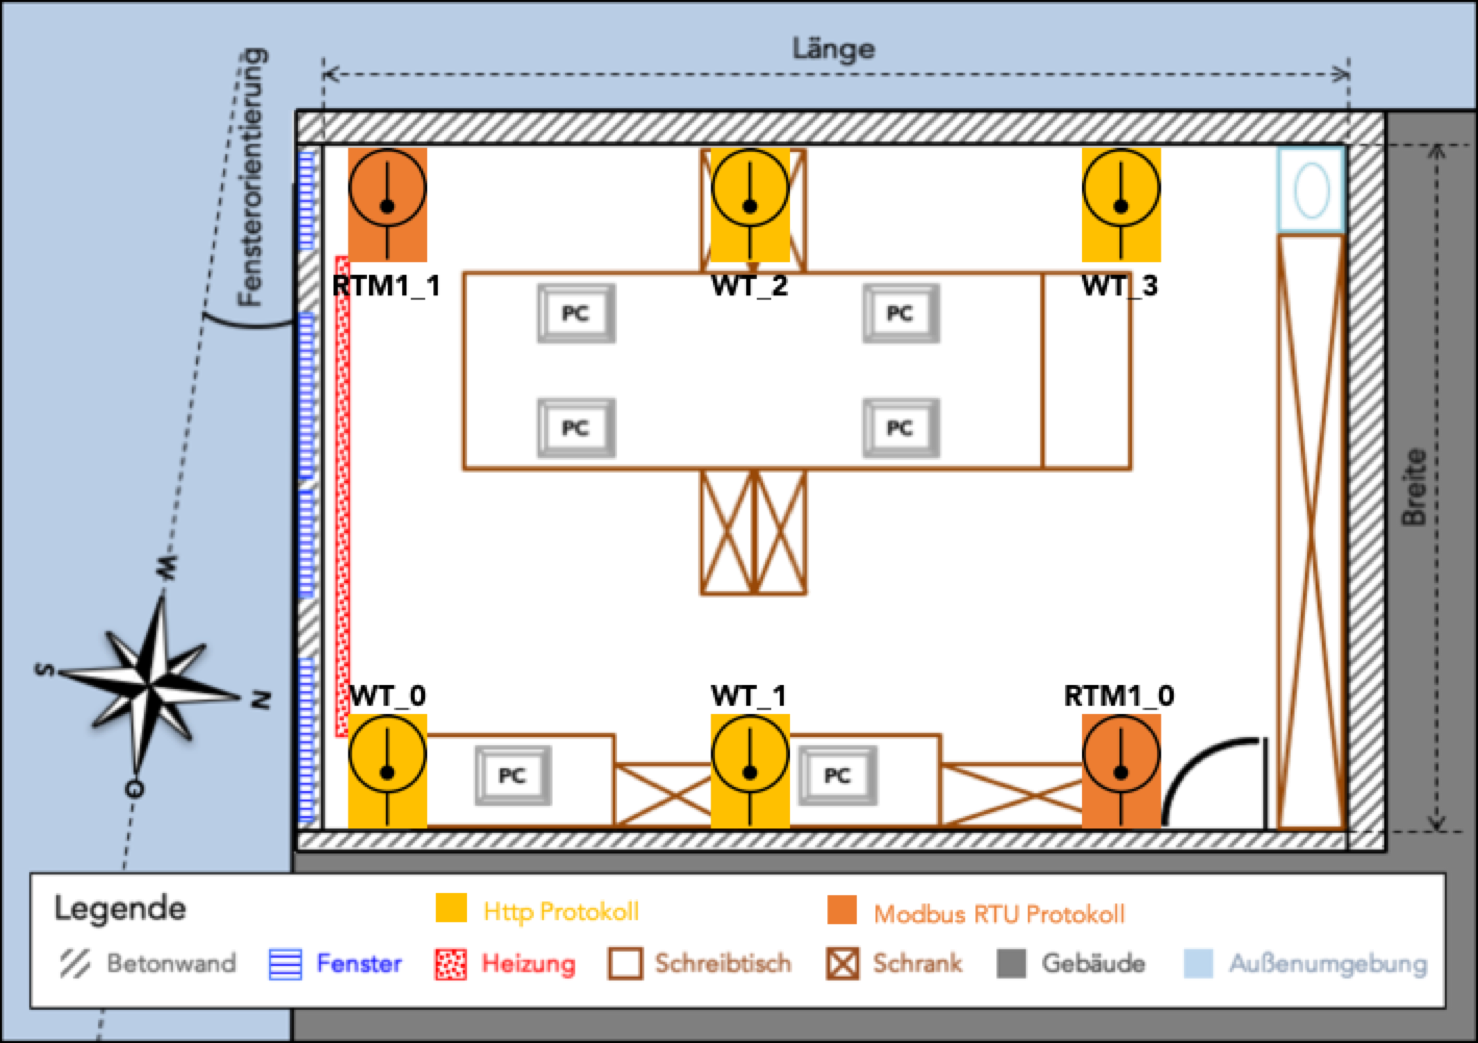 Länge
Fensterorientierung
RTM1_1
WT_2
WT_3
PC
PC
PC
PC
Breite
W
S
N
O
WT_0
WT_1
RTM1_0
PC
PC
Legende
Http Protokoll
Modbus RTU Protokoll
Betonwand
Fenster
Heizung
Schreibtisch
Schrank
Gebäude
Außenumgebung